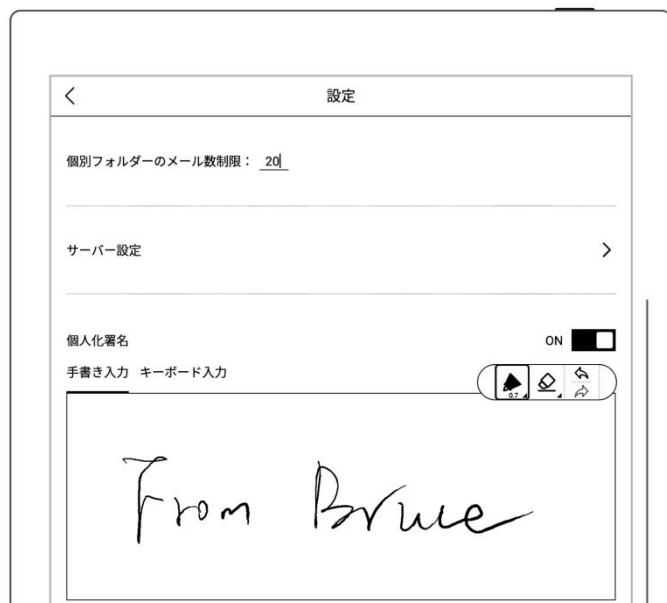 設定
個別フォルダーのメール数制限： 20
サーバー設定
個人化署名 ON
手書き入力 キーボード入力
0.7
From Bruce